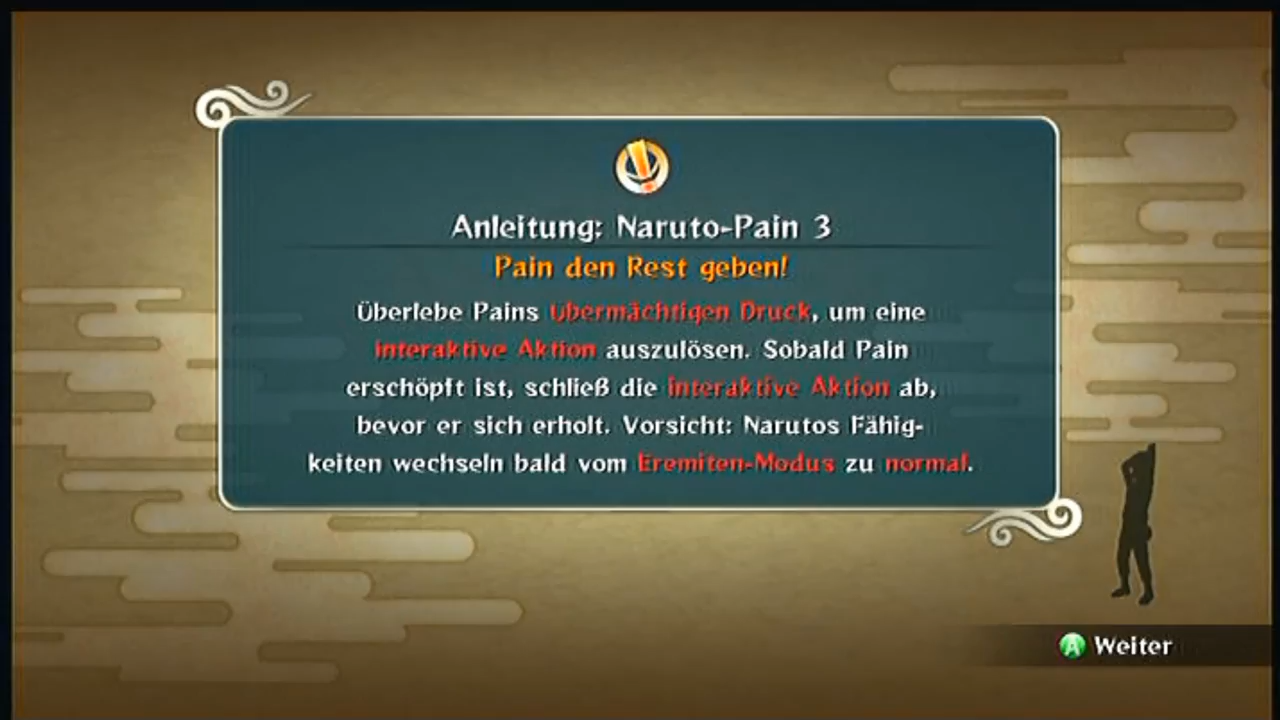 Anleitung: Naruto-Pain 3
Pain den Rest geben!
Überlebe Pains Übermächtigen Druck, um eine
interaktive Aktion auszulösen. Sobald Pain
erschöpft ist, schließ die interaktive Aktion ab,
bevor er sich erholt. Vorsicht: Narutos Fähig-
keiten wechseln bald vom Eremiten-Modus zu normal.
A Weiter